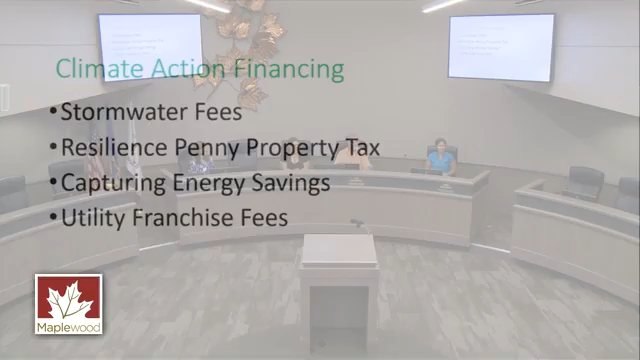 Climate Action Financing
•Stormwater Fees
•Resilience Penny Property Tax
•Capturing Energy Savings
•Utility Franchise Fees
Maplewood